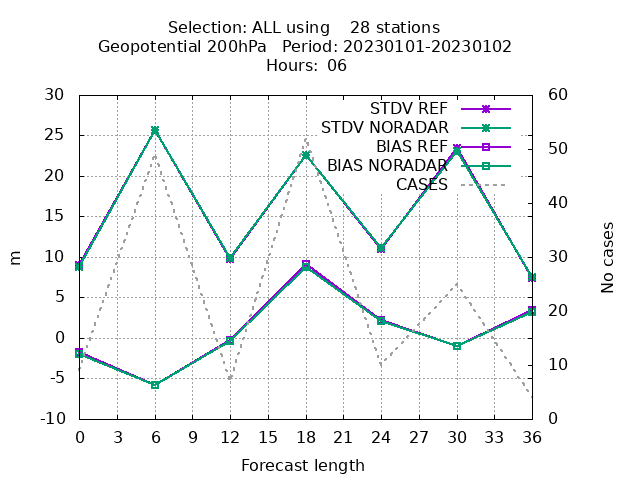 Selection: ALL using    28 stations
Geopotential 200hPa   Period: 20230101-20230102
Hours: 06
30
60
STDV REF
STDV NORADAR
BIAS REF
BIAS NORADAR
CASES
25
20
15
10
5
0
-5
-10
50
40
30
20
10
0
m
No cases
0 3 6 9 12 15 18 21 24 27 30 33 36
Forecast length